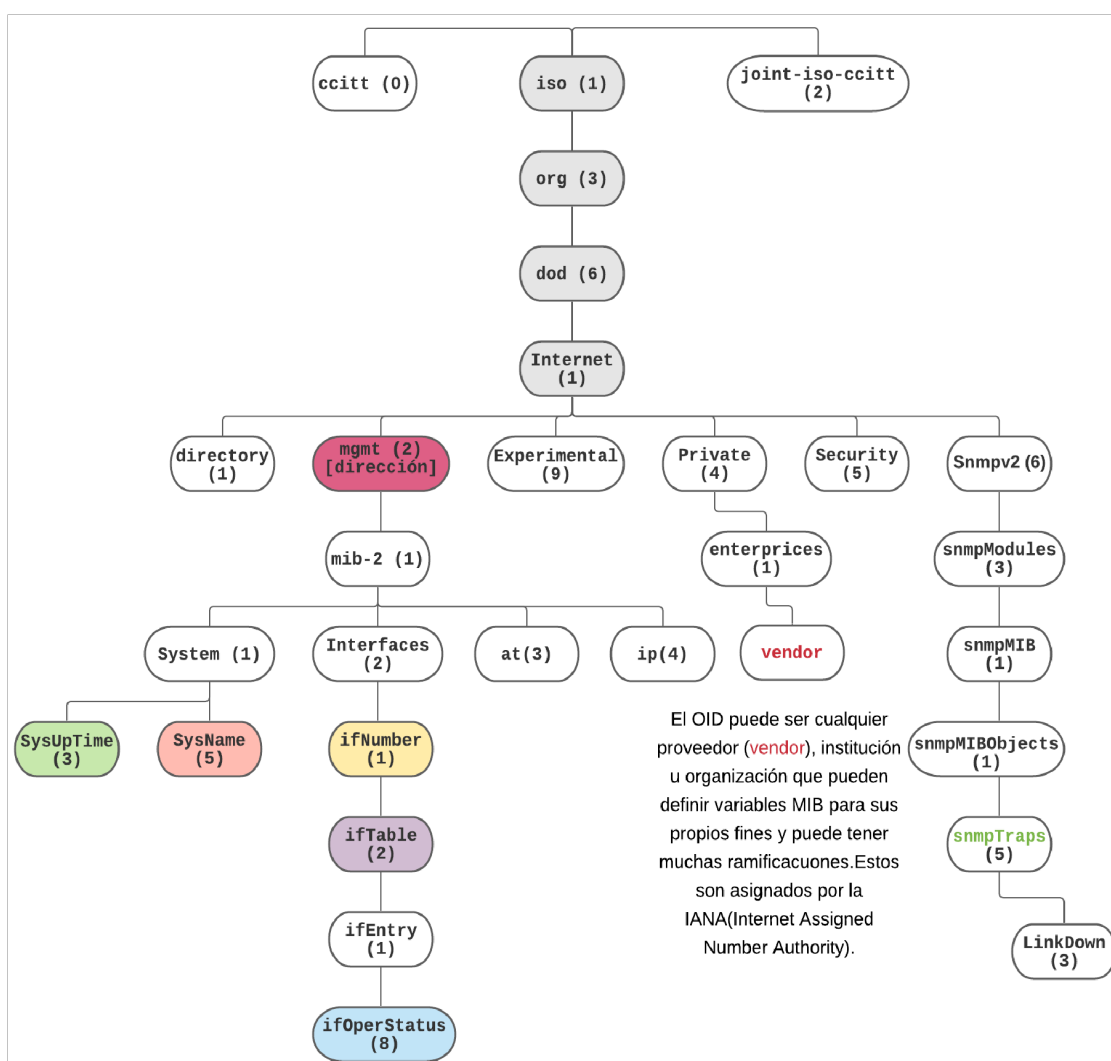 ccitt (0)
iso (1)
joint-iso-ccitt
(2)
org (3)
dod (6)
Internet
(1)
directory
(1)
mgmt (2)
[dirección]
Experimental
(9)
Private
(4)
Security
(5)
Snmpv2 (6)
mib-2 (1)
enterprices
(1)
snmpModules
(3)
System (1)
Interfaces
(2)
at(3)
ip(4)
vendor
snmpMIB
(1)
SysUpTime
(3)
SysName
(5)
ifNumber
(1)
snmpMIBObjects
(1)
El OID puede ser cualquier
proveedor (vendor), institución
u organización que pueden
definir variables MIB para sus
propios fines y puede tener
muchas ramificacuones.Estos
son asignados por la
IANA(Internet Assigned
Number Authority).
ifTable
(2)
snmpTraps
(5)
ifEntry
(1)
LinkDown
(3)
ifOperStatus
(8)